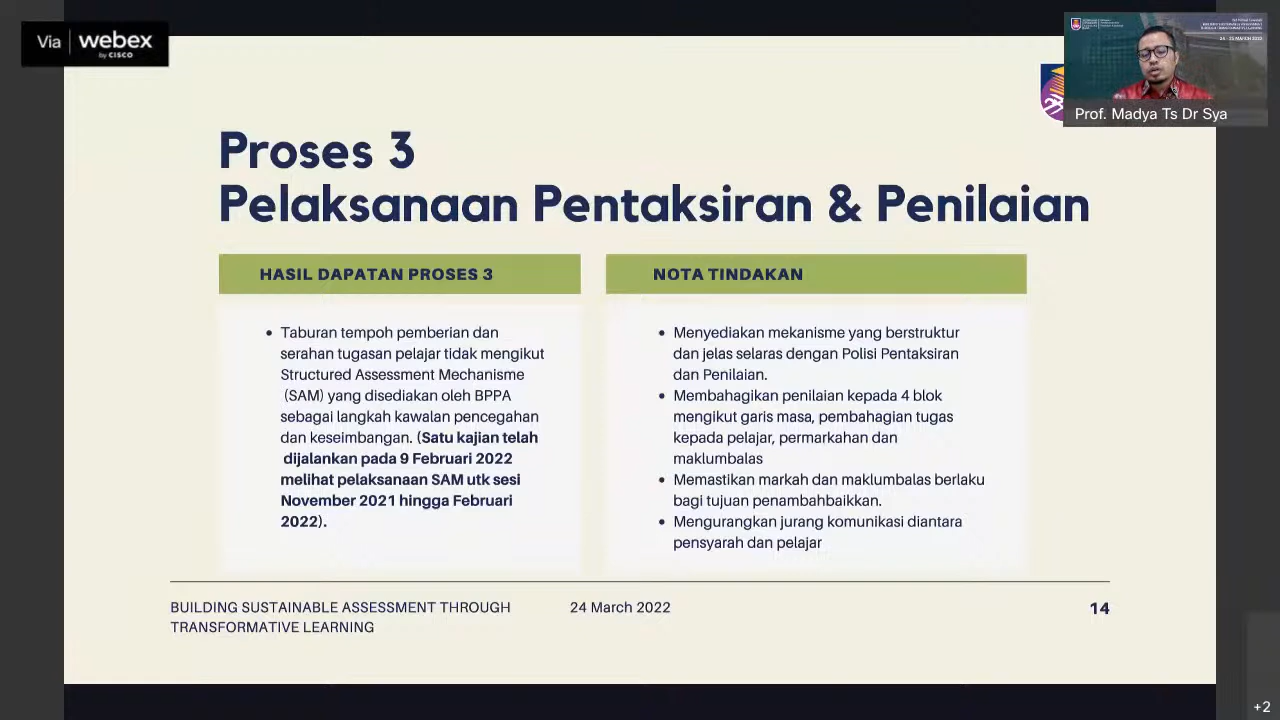 Via webex
by CISCO
24 - 25 MARCH 2022
Prof. Madya Ts Dr Sya
Proses 3
Pelaksanaan Pentaksiran & Penilaian
HASIL DAPATAN PROSES 3
• Taburan tempoh pemberian dan
serahan tugasan pelajar tidak mengikut
Structured Assessment Mechanisme
(SAM) yang disediakan oleh BPPA
sebagai langkah kawalan pencegahan
dan keseimbangan. (Satu kajian telah
dijalankan pada 9 Februari 2022
melihat pelaksanaan SAM utk sesi
November 2021 hingga Februari
2022).
NOTA TINDAKAN
• Menyediakan mekanisme yang berstruktur
dan jelas selaras dengan Polisi Pentaksiran
dan Penilaian.
• Membahagikan penilaian kepada 4 blok
mengikut garis masa, pembahagian tugas
kepada pelajar, permarkahan dan
maklumbalas
• Memastikan markah dan maklumbalas berlaku
bagi tujuan penambahbaikkan.
• Mengurangkan jurang komunikasi diantara
pensyarah dan pelajar
BUILDING SUSTAINABLE ASSESSMENT THROUGH
TRANSFORMATIVE LEARNING
24 March 2022
14
+2